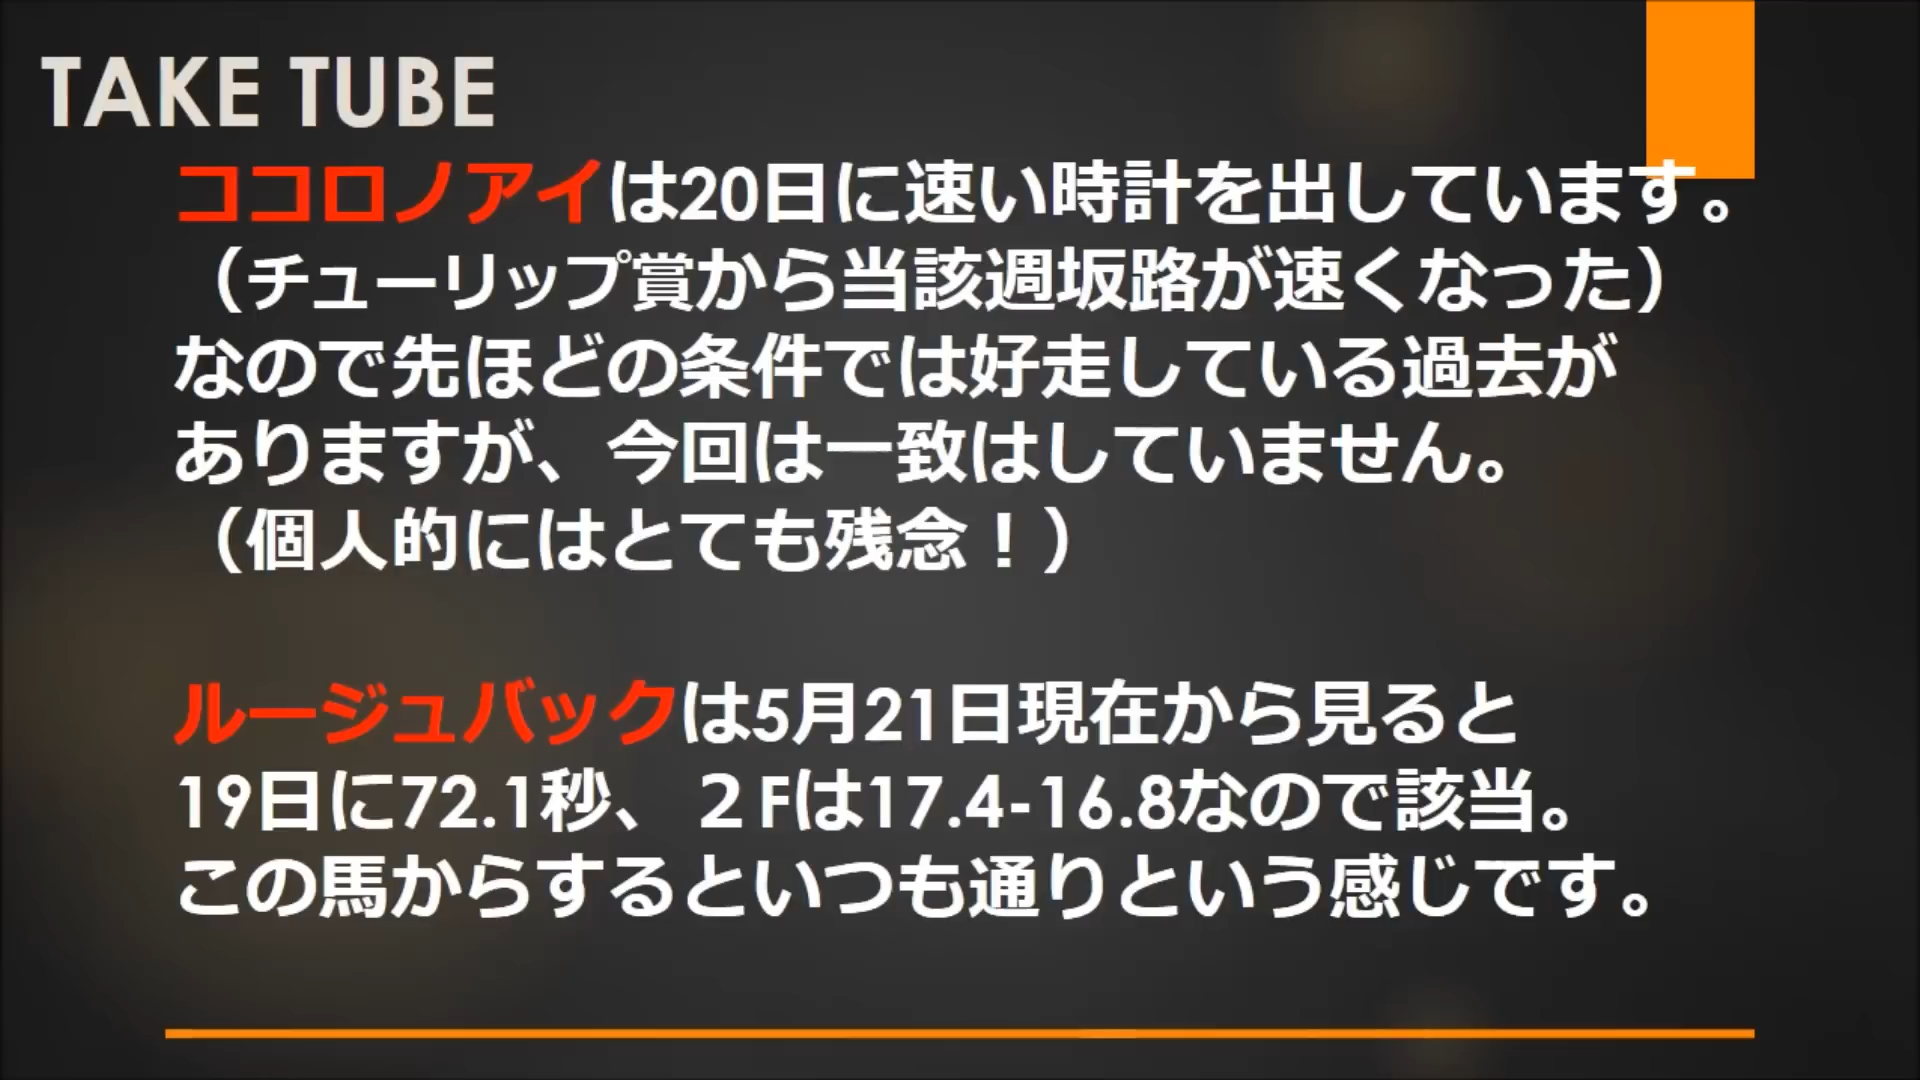 TAKE TUBE
ココロノアイは20日に速い時計を出しています。
（チューリップ賞から当該週坂路が速くなった）
なので先ほどの条件では好走している過去が
ありますが、今回は一致はしていません。
（個人的にはとても残念！）
ルージュバックは5月21日現在から見ると
19日に72.1秒、２Fは17.4-16.8なので該当。
この馬からするといつも通りという感じです。